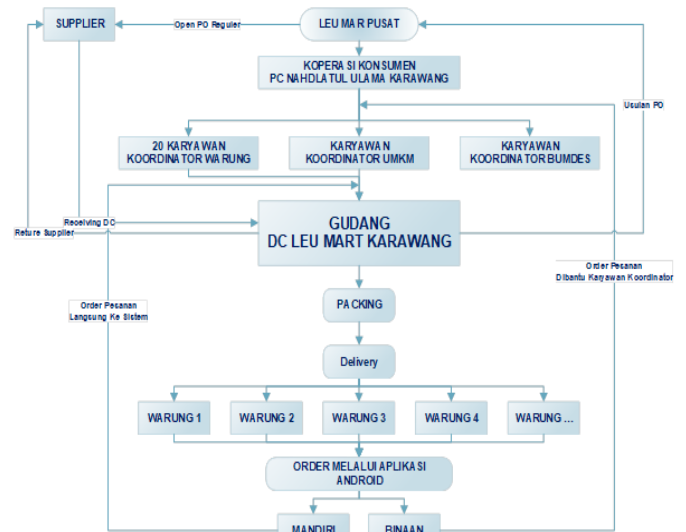 SUPPLIER
Open PO Reguler
LEU MAR PUSAT
KOPERASI KONSUMEN
PC NAHDLATUL ULAMA KARAWANG
Usulan PO
20 KARYAWAN
KOORDINATOR WARUNG
KARYAWAN
KOORDINATOR UMKM
KARYAWAN
KOORDINATOR BUMDES
GUDANG
DC LEU MART KARAWANG
Receiving DC
Reture Supplier
Order Pesanan
Dibantu Karyawan Koordinator
PACKING
Order Pesanan
Langsung Ke Sistem
Delivery
WARUNG 1
WARUNG 2
WARUNG 3
WARUNG 4
WARUNG ...
ORDER MELALUI APLIKASI
ANDROID
MANDIRI
BINAAN